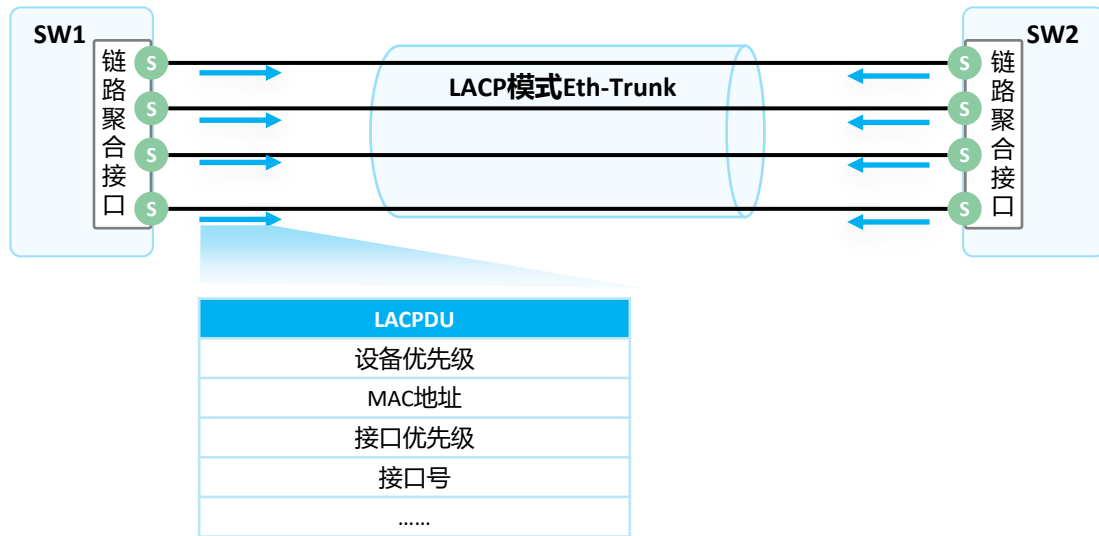 SW1
SW2
链路聚合接口
S
S
S
S
LACP模式Eth-Trunk
S
S
S
S
链路聚合接口
LACPDU
设备优先级
MAC地址
接口优先级
接口号
......